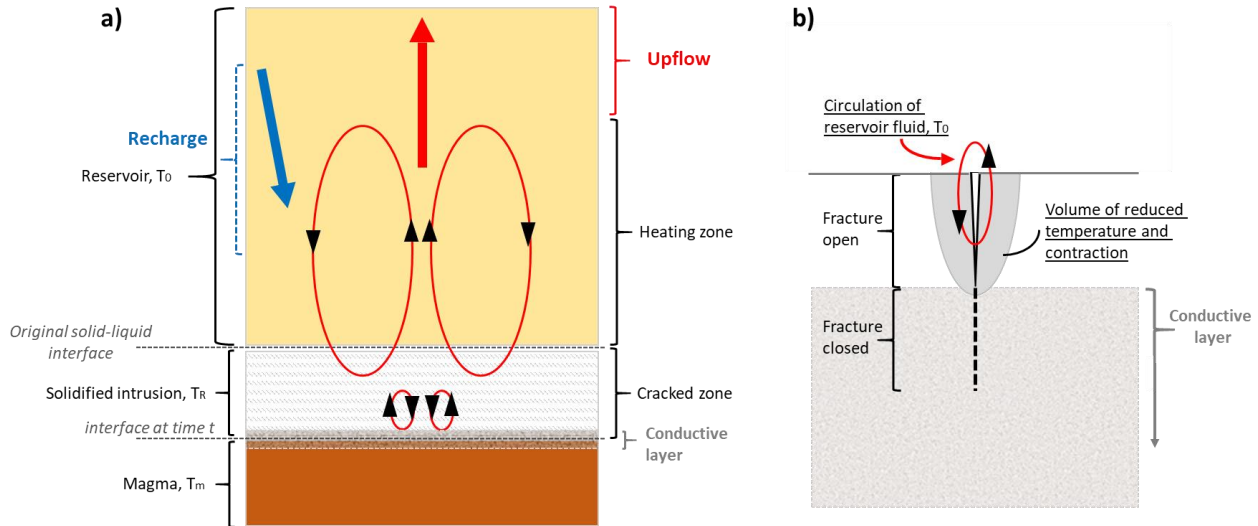 a)
Upflow
Recharge
Reservoir, T₀
Heating zone
Original solid-liquid
interface
Solidified intrusion, Tʀ
Cracked zone
interface at time t
Conductive
layer
Magma, Tₘ
b)
Circulation of
reservoir fluid, T₀
Fracture
open
Volume of reduced
temperature and
contraction
Fracture
closed
Conductive
layer